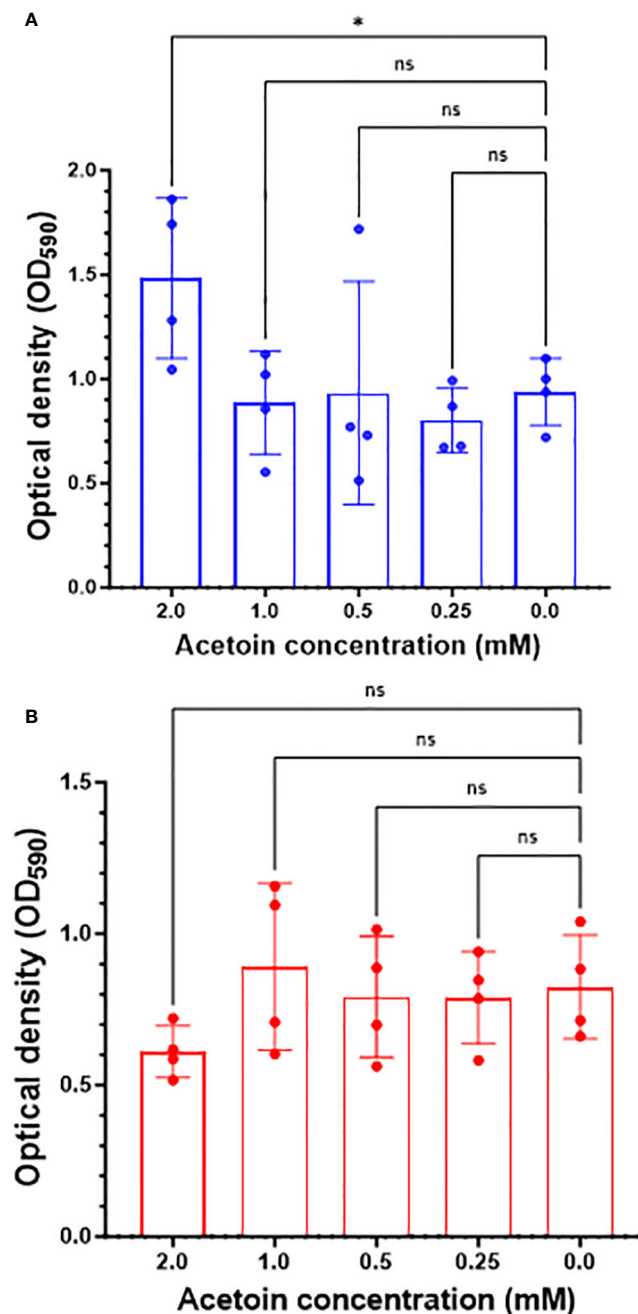 A
*
ns
ns
ns
Optical density (OD590)
2.0
1.5
1.0
0.5
0.0
2.0 1.0 0.5 0.25 0.0
Acetoin concentration (mM)
B
ns
ns
ns
ns
Optical density (OD590)
1.5
1.0
0.5
0.0
2.0 1.0 0.5 0.25 0.0
Acetoin concentration (mM)